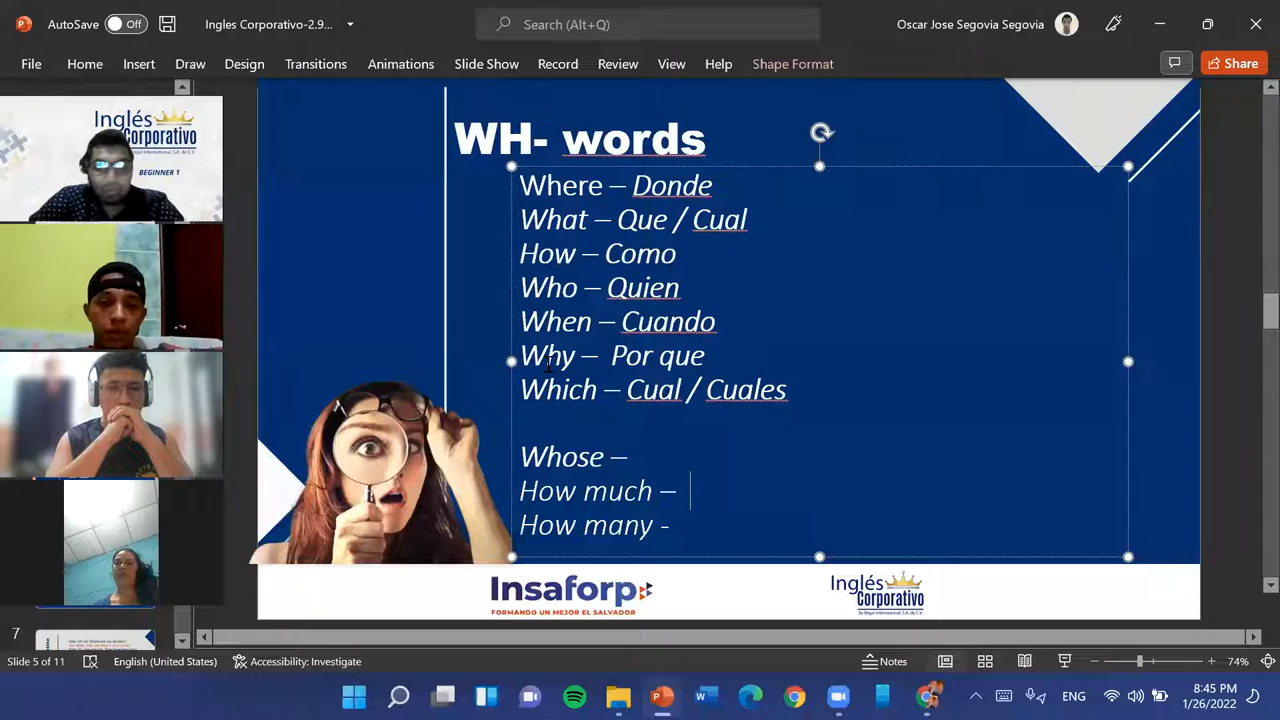 AutoSave Off Ingles Corporativo-2.9... Search (Alt+Q) Oscar Jose Segovia Segovia
File Home Insert Draw Design Transitions Animations Slide Show Record Review View Help Shape Format Share
Inglés
Corporativo
BEGINNER 1
WH- words
Where – Donde
What – Que / Cual
How – Como
Who – Quien
When – Cuando
Why – Por que
Which – Cual / Cuales
Whose –
How much –
How many -
Insaforp
FORMANDO UN MEJOR EL SALVADOR
Inglés
Corporativo
7
Slide 5 of 11 English (United States) Accessibility: Investigate Notes 74%
ENG
8:45 PM
1/26/2022